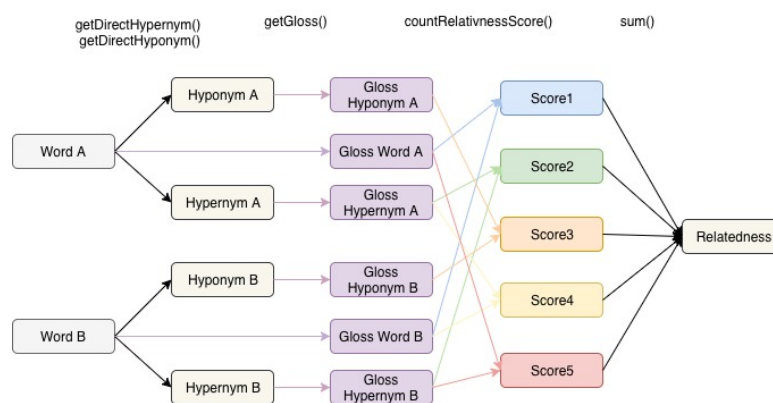 getDirectHypernym()
getDirectHyponym()
getGloss()
countRelativnessScore()
sum()
Hyponym A
Gloss
Hyponym A
Score1
Word A
Gloss Word A
Score2
Hypernym A
Gloss
Hypernym A
Score3
Relatedness
Hyponym B
Gloss
Hyponym B
Score4
Word B
Gloss Word B
Score5
Hypernym B
Gloss
Hypernym B